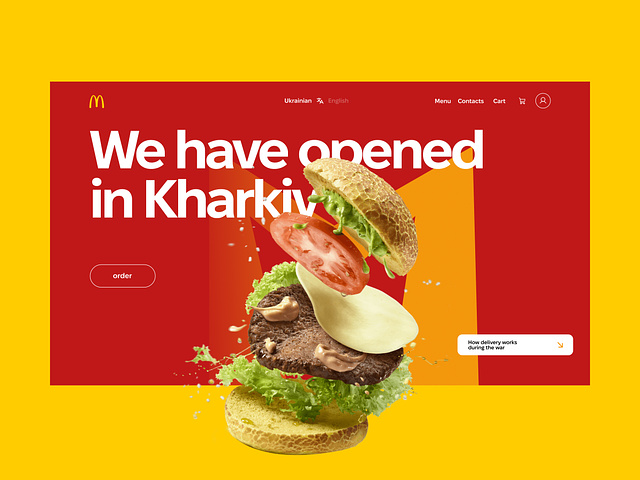 Ukrainian English Menu Contacts Cart
We have opened
in Kharkiv
order
How delivery works
during the war